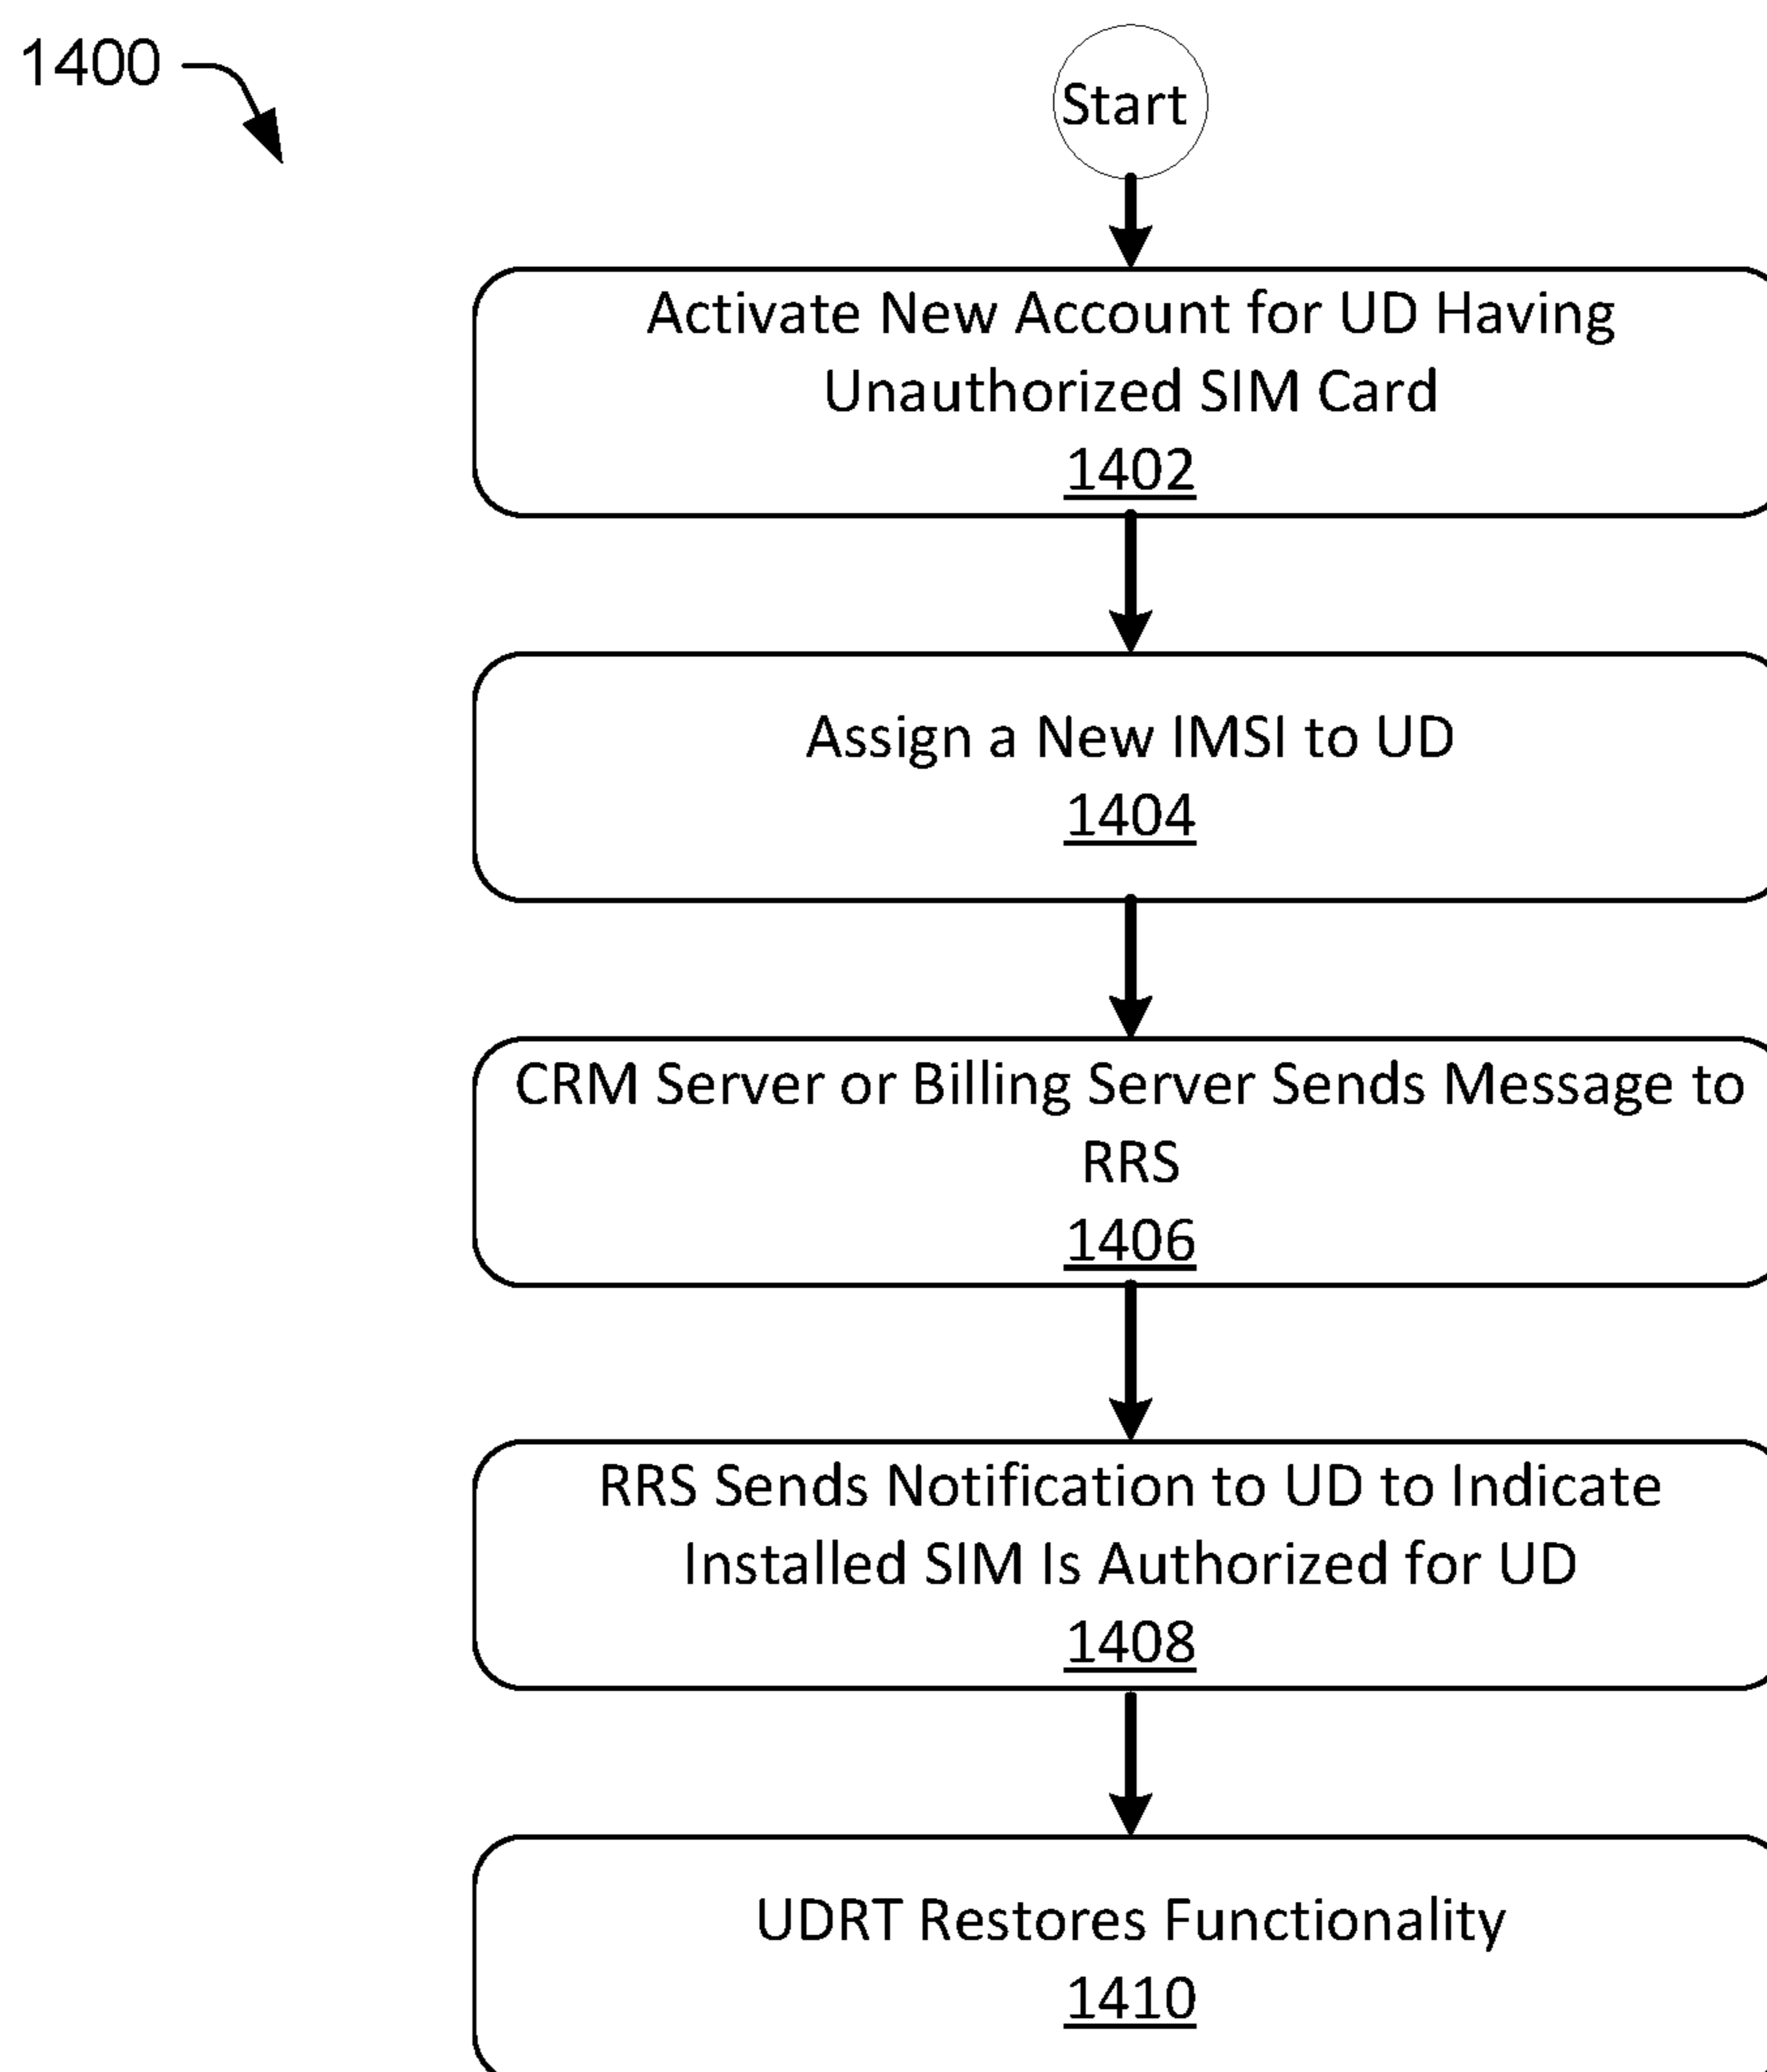 1400
Start
Activate New Account for UD Having
Unauthorized SIM Card
1402
Assign a New IMSI to UD
1404
CRM Server or Billing Server Sends Message to
RRS
1406
RRS Sends Notification to UD to Indicate
Installed SIM Is Authorized for UD
1408
UDRT Restores Functionality
1410